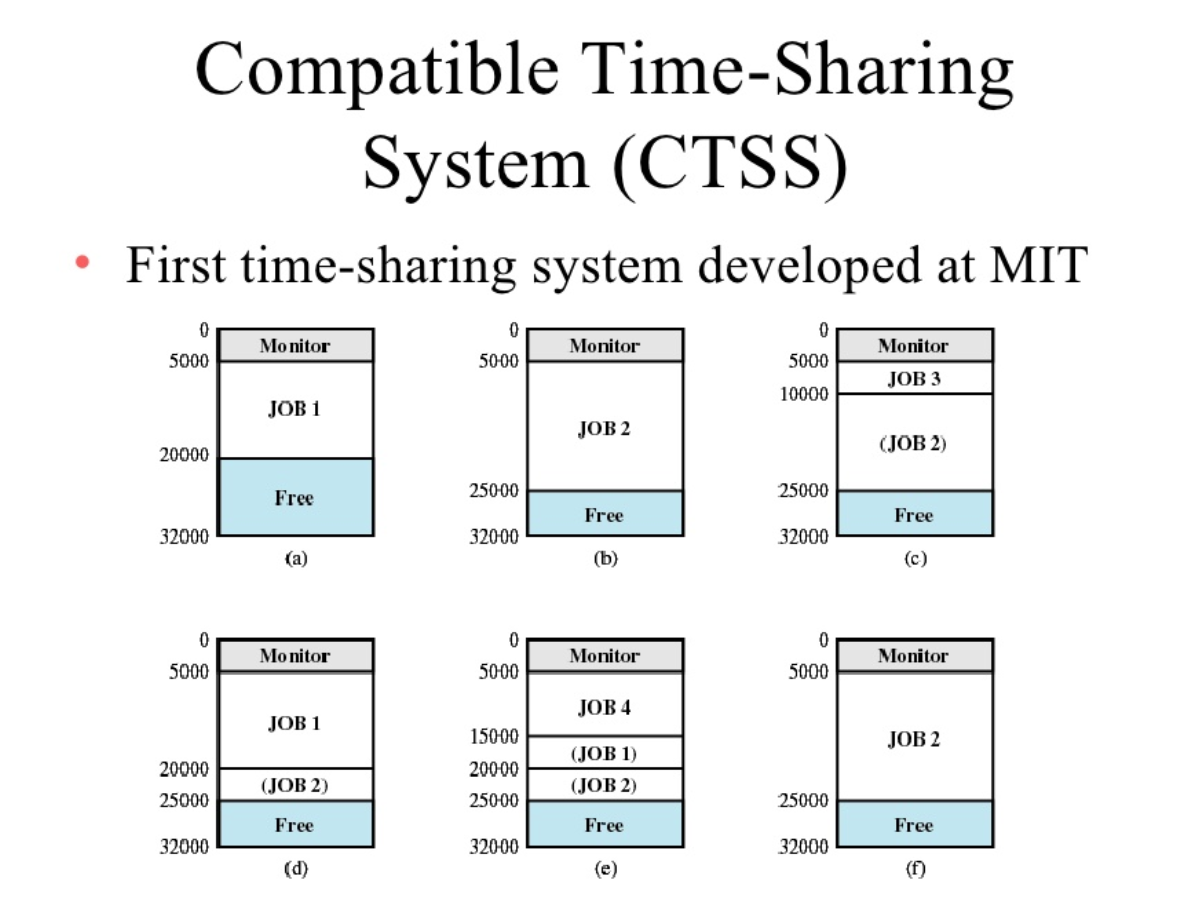 Compatible Time-Sharing
System (CTSS)
• First time-sharing system developed at MIT
0
Monitor
5000
JOB 1
20000
Free
32000
(a)
0
Monitor
5000
JOB 2
25000
Free
32000
(b)
0
Monitor
5000
JOB 3
10000
(JOB 2)
25000
Free
32000
(c)
0
Monitor
5000
JOB 1
20000
(JOB 2)
25000
Free
32000
(d)
0
Monitor
5000
JOB 4
15000
(JOB 1)
20000
(JOB 2)
25000
Free
32000
(e)
0
Monitor
5000
JOB 2
25000
Free
32000
(f)